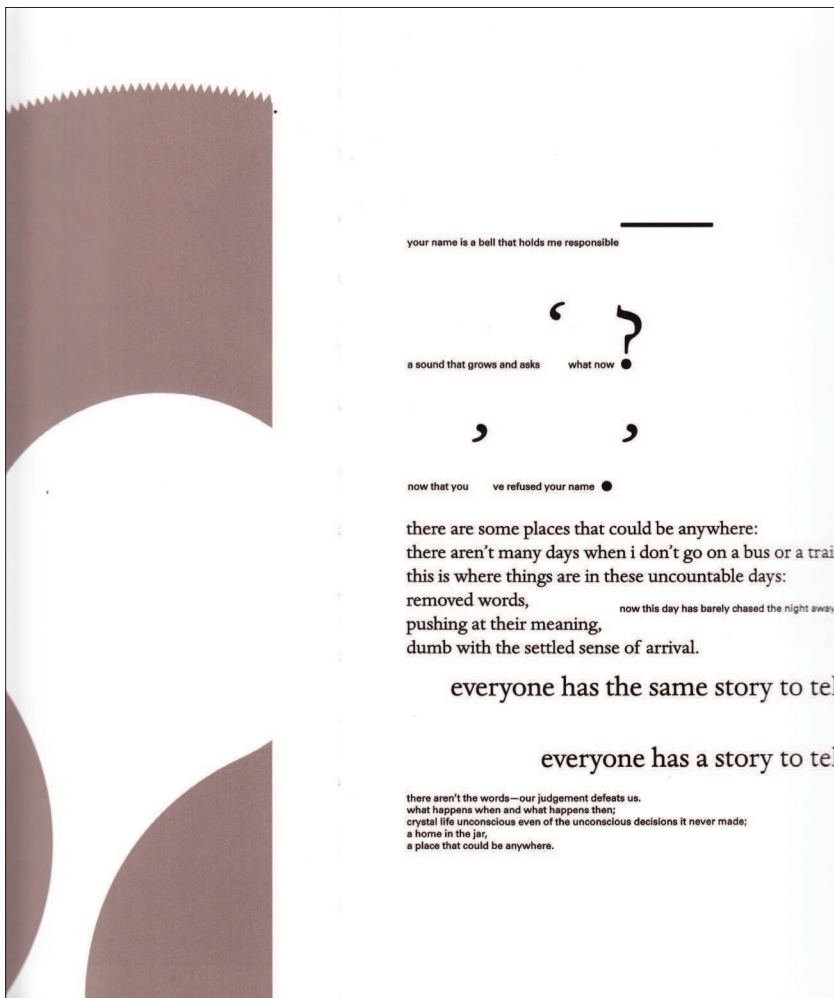 your name is a bell that holds me responsible —
a sound that grows and asks ‘what now?
now that you’ve refused your name’.
there are some places that could be anywhere:
there aren’t many days when i don’t go on a bus or a trai
this is where things are in these uncountable days:
removed words,
now this day has barely chased the night away
pushing at their meaning,
dumb with the settled sense of arrival.
everyone has the same story to tel
everyone has a story to tel
there aren’t the words—our judgement defeats us.
what happens when and what happens then;
crystal life unconscious even of the unconscious decisions it never made;
a home in the jar,
a place that could be anywhere.